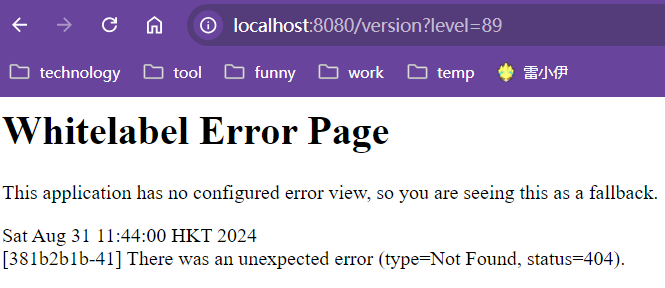 localhost:8080/version?level=89
technology tool funny work temp 雷小伊
Whitelabel Error Page
This application has no configured error view, so you are seeing this as a fallback.
Sat Aug 31 11:44:00 HKT 2024
[381b2b1b-41] There was an unexpected error (type=Not Found, status=404).